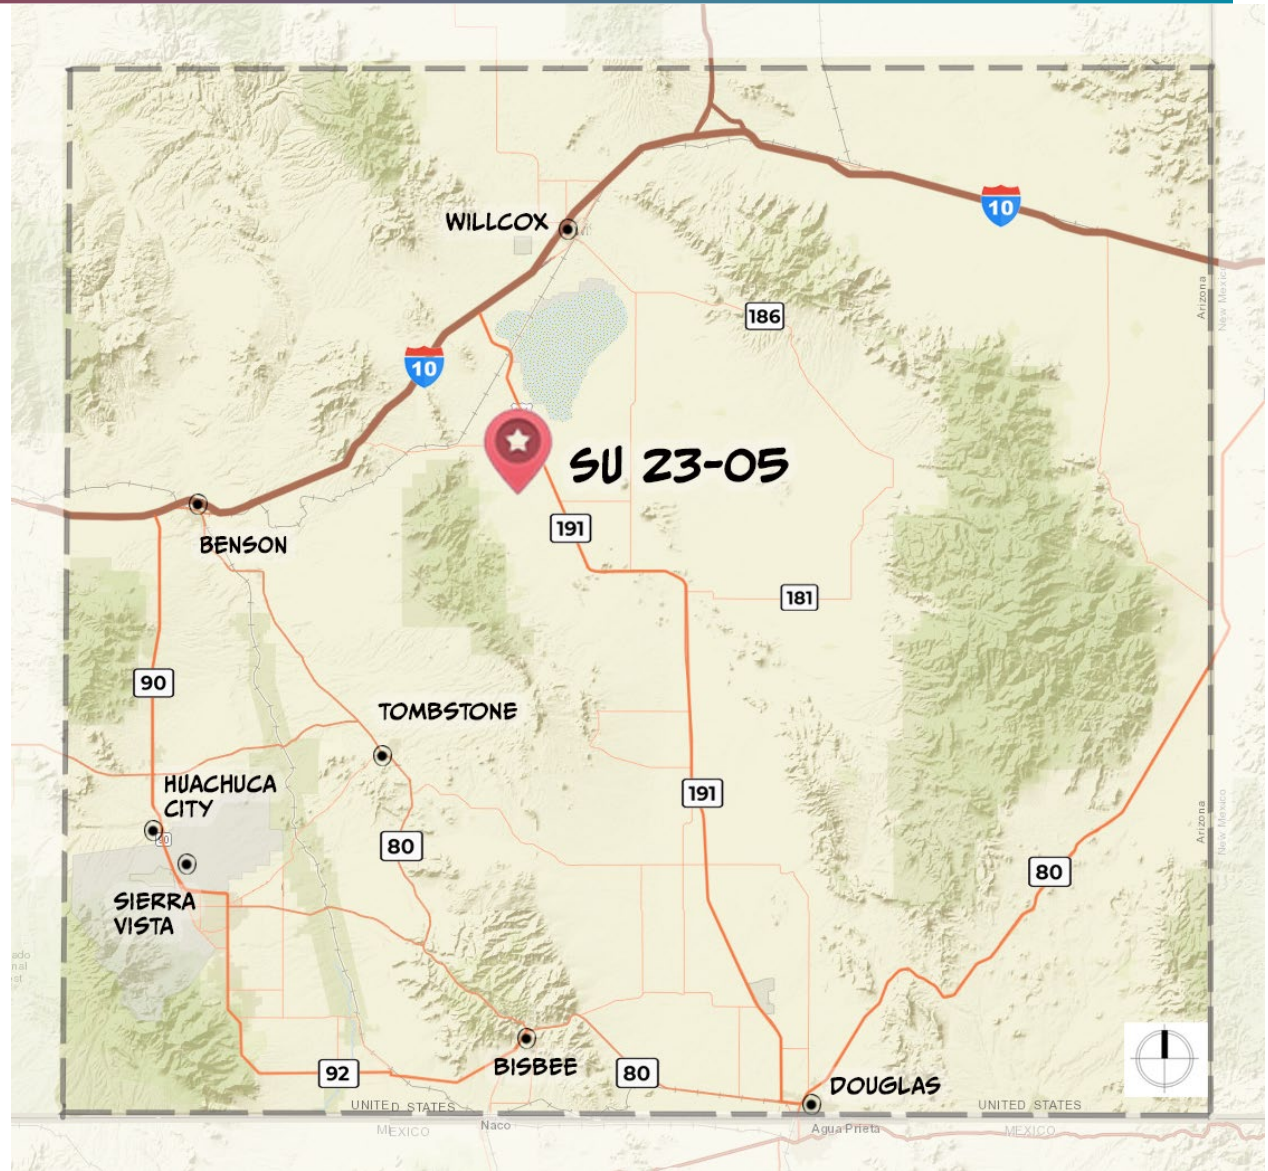 WILLCOX
10
186
Arizona
New Mexico
10
SU 23-05
191
BENSON
181
90
TOMBSTONE
HUACHUCA
CITY
191
Arizona
New Mexico
90
80
80
SIERRA
VISTA
92
BISBEE
80
DOUGLAS
UNITED STATES
UNITED STATES
MEXICO
Naco
Agua Prieta
MEXICO